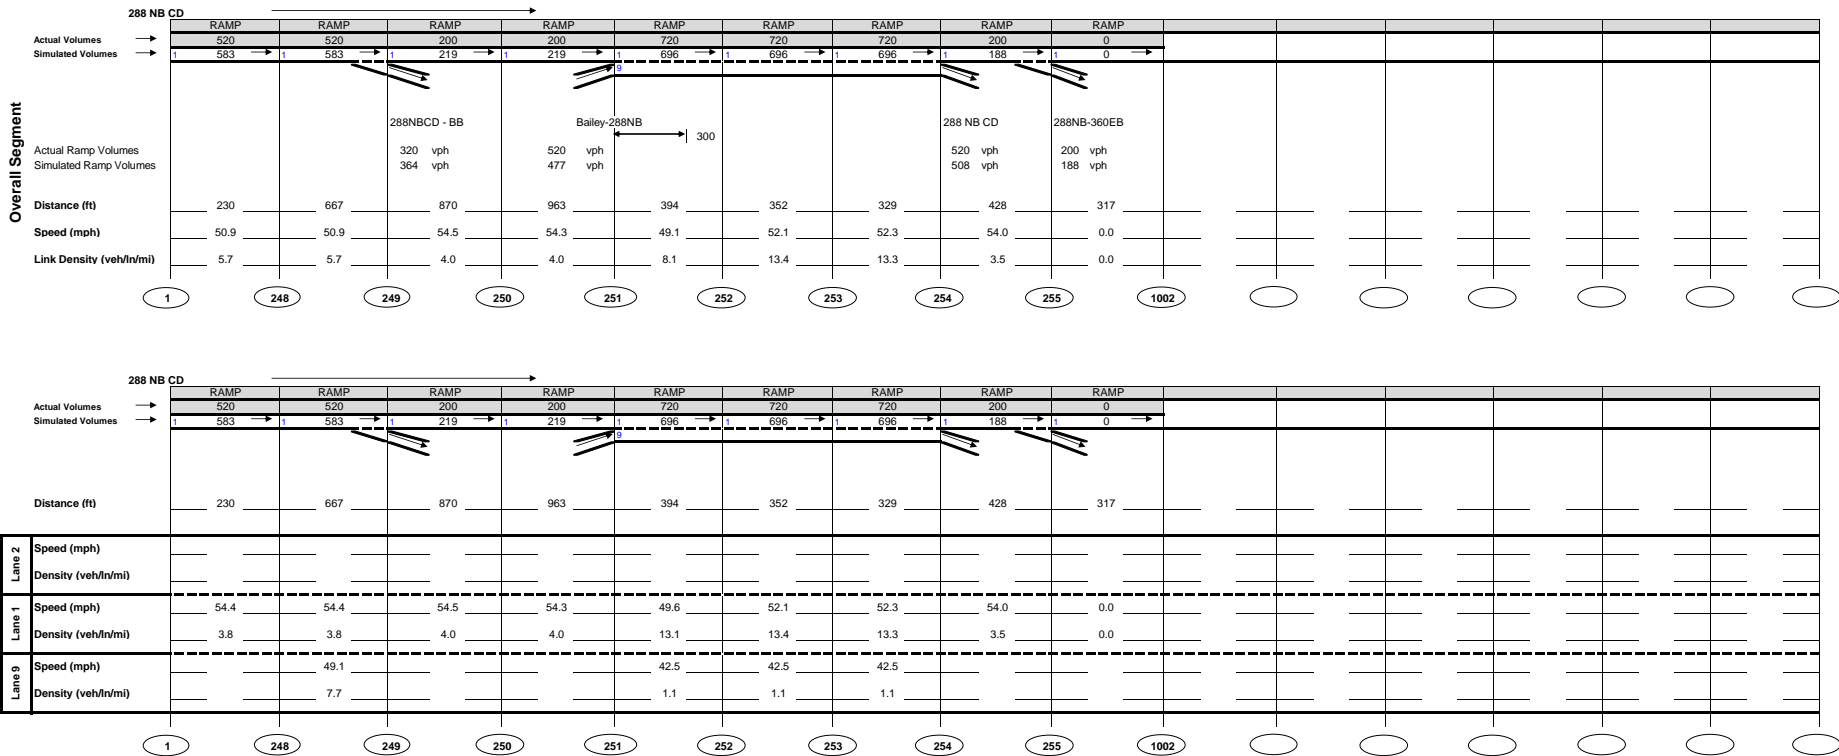 288 NB CD
RAMP RAMP RAMP RAMP RAMP RAMP RAMP RAMP RAMP
Actual Volumes 520 520 200 200 720 720 720 200 0
Simulated Volumes 1 583 1 583 1 219 1 219 1 696 1 696 1 696 1 188 1 0
9
Overall Segment
288NBCD - BB Bailey-288NB 288 NB CD 288NB-360EB
300
Actual Ramp Volumes 320 vph 520 vph 520 vph 200 vph
Simulated Ramp Volumes 364 vph 477 vph 508 vph 188 vph
Distance (ft) 230 667 870 963 394 352 329 428 317
Speed (mph) 50.9 50.9 54.5 54.3 49.1 52.1 52.3 54.0 0.0
Link Density (veh/ln/mi) 5.7 5.7 4.0 4.0 8.1 13.4 13.3 3.5 0.0
1 248 249 250 251 252 253 254 255 1002
288 NB CD
RAMP RAMP RAMP RAMP RAMP RAMP RAMP RAMP RAMP
Actual Volumes 520 520 200 200 720 720 720 200 0
Simulated Volumes 1 583 1 583 1 219 1 219 1 696 1 696 1 696 1 188 1 0
9
Distance (ft) 230 667 870 963 394 352 329 428 317
Lane 2
Speed (mph)
Density (veh/ln/mi)
Lane 1
Speed (mph) 54.4 54.4 54.5 54.3 49.6 52.1 52.3 54.0 0.0
Density (veh/ln/mi) 3.8 3.8 4.0 4.0 13.1 13.4 13.3 3.5 0.0
Lane 9
Speed (mph) 49.1 42.5 42.5 42.5
Density (veh/ln/mi) 7.7 1.1 1.1 1.1
1 248 249 250 251 252 253 254 255 1002